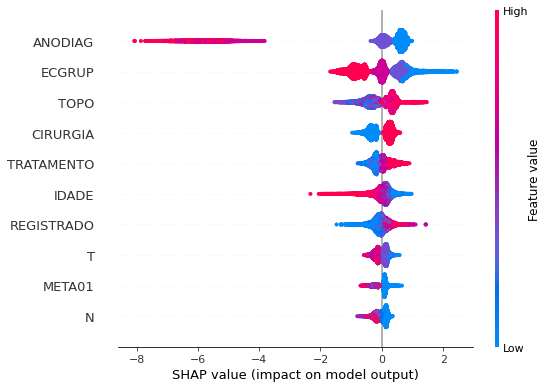 High
ANODIAG
ECGRUP
TOPO
CIRURGIA
TRATAMENTO
IDADE
REGISTRADO
T
META01
N
Feature value
Low
−8 −6 −4 −2 0 2
SHAP value (impact on model output)